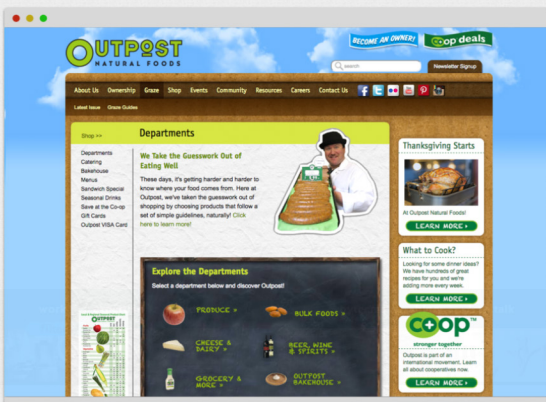 BECOME AN OWNER!
coop deals
OUTPOST
NATURAL FOODS
search
Newsletter Signup
About Us Ownership Graze Shop Events Community Resources Careers Contact Us
Latest Issue Graze Guides
Shop >>
Departments
Catering
Bakehouse
Menus
Sandwich Special
Seasonal Drinks
Save at the Co-op
Gift Cards
Outpost VISA Card
Departments
We Take the Guesswork Out of
Eating Well
These days, it's getting harder and harder to
know where your food comes from. Here at
Outpost, we've taken the guesswork out of
shopping by choosing products that follow a
set of simple guidelines, naturally! Click
here to learn more!
Explore the Departments
Select a department below and discover Outpost!
PRODUCE »
BULK FOODS »
CHEESE &
DAIRY »
BEER, WINE
& SPIRITS »
GROCERY &
MORE »
OUTPOST
BAKEHOUSE »
OUTPOST
Thanksgiving Starts
At Outpost Natural Foods!
LEARN MORE
What to Cook?
Looking for some dinner ideas?
We have hundreds of great
recipes for you and we're
adding more every week.
LEARN MORE
coop™
stronger together
Outpost is part of an
international movement. Learn
all about cooperatives now.
LEARN MORE